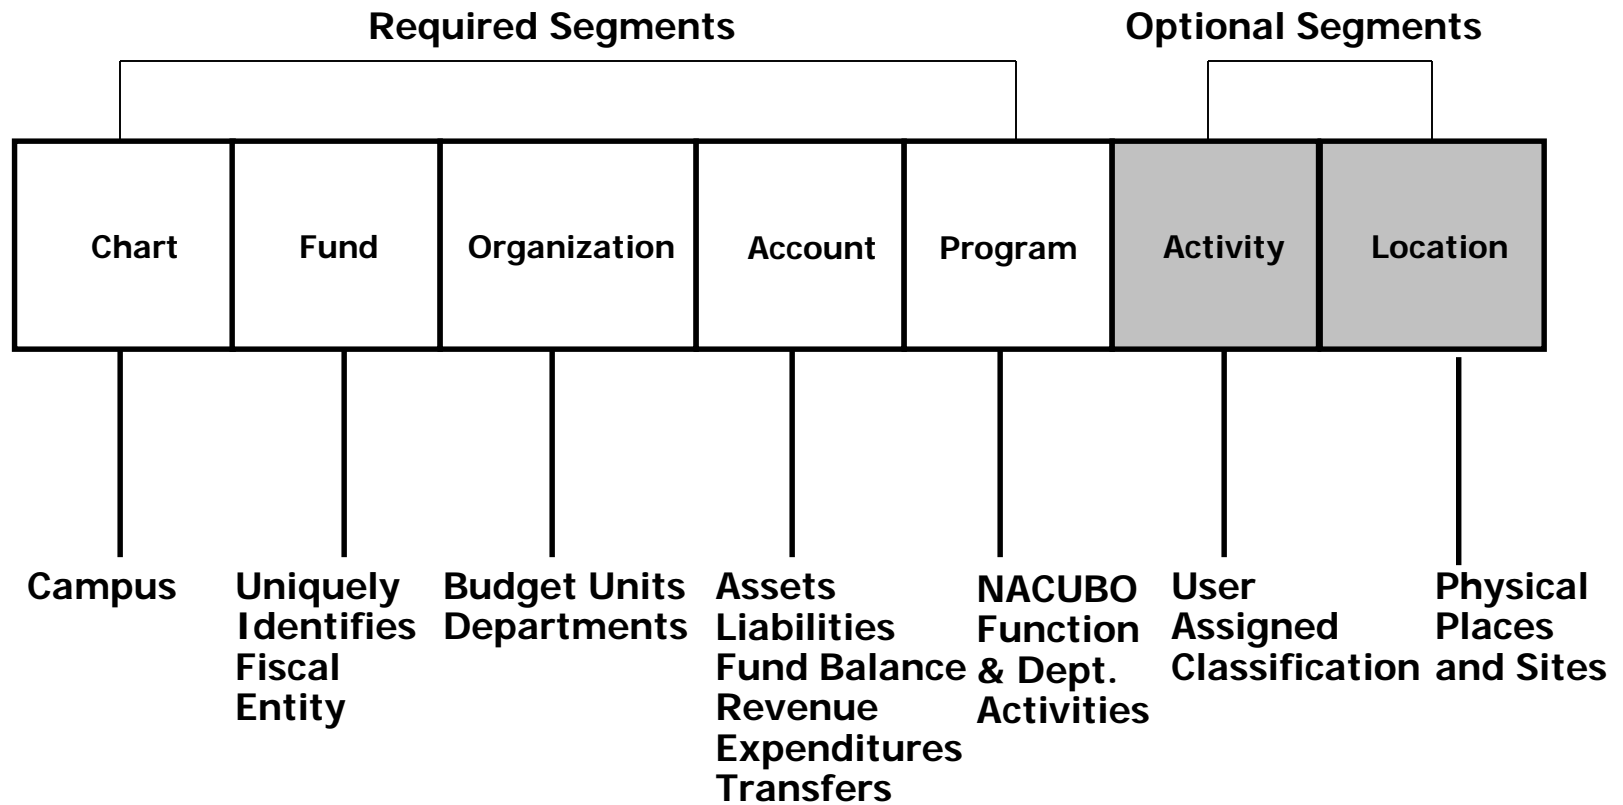 Required Segments
Optional Segments
Chart
Fund
Organization
Account
Program
Activity
Location
Campus
Uniquely
Identifies
Fiscal
Entity
Budget Units
Departments
Assets
Liabilities
Fund Balance
Revenue
Expenditures
Transfers
NACUBO
Function
& Dept.
Activities
User
Assigned
Classification
Physical
Places
and Sites